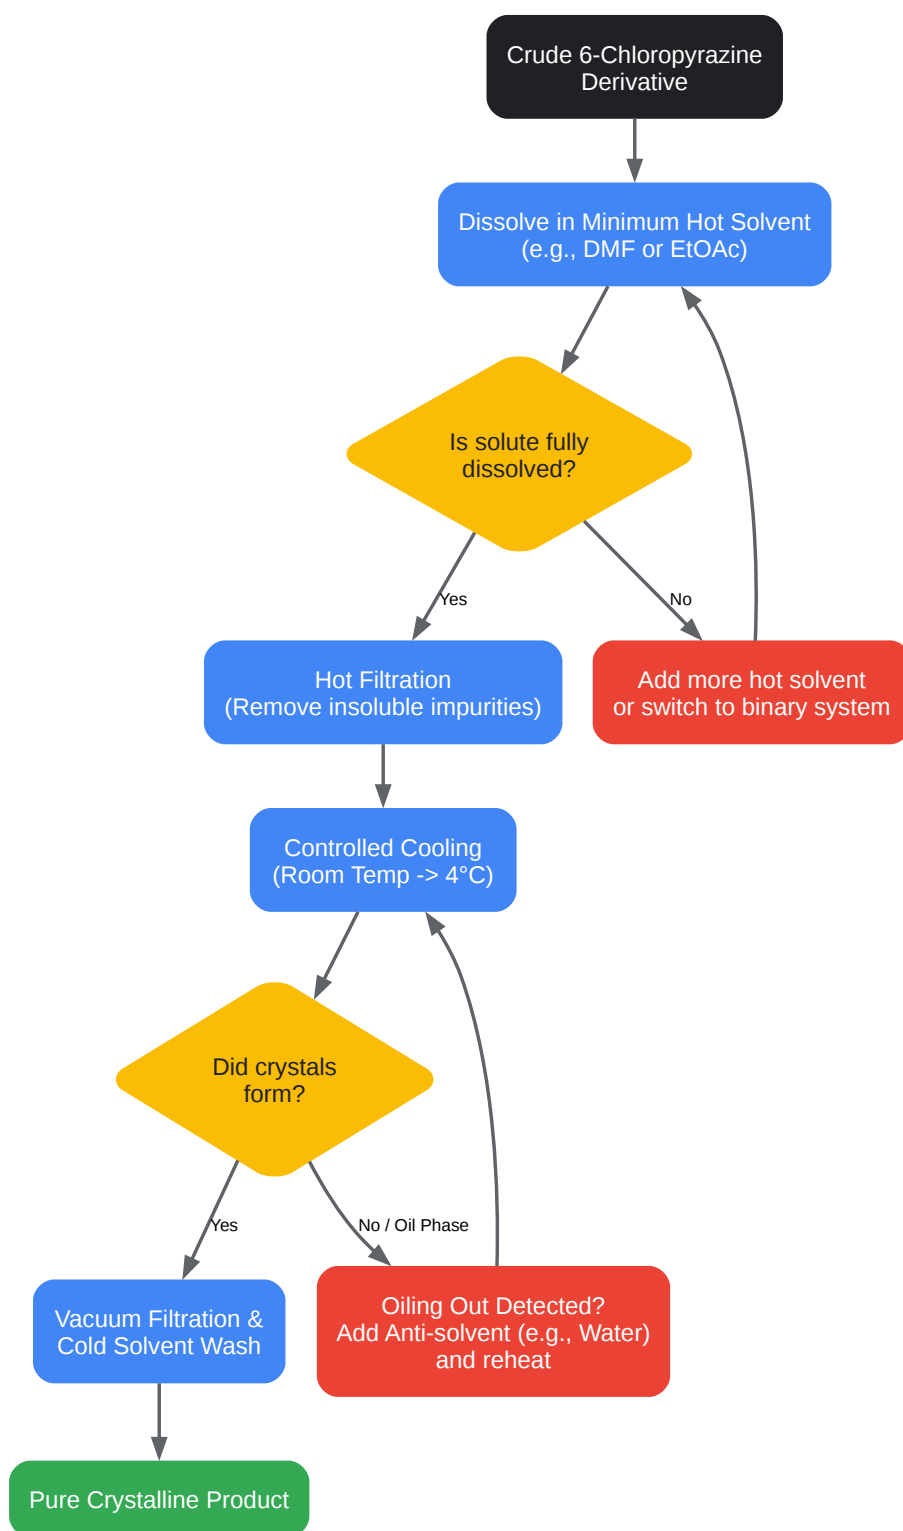 Crude 6-Chloropyrazine
Derivative
Dissolve in Minimum Hot Solvent
(e.g., DMF or EtOAc)
Is solute fully
dissolved?
Yes
No
Hot Filtration
(Remove insoluble impurities)
Add more hot solvent
or switch to binary system
Controlled Cooling
(Room Temp -> 4°C)
Did crystals
form?
Yes
No / Oil Phase
Vacuum Filtration &
Cold Solvent Wash
Oiling Out Detected?
Add Anti-solvent (e.g., Water)
and reheat
Pure Crystalline Product